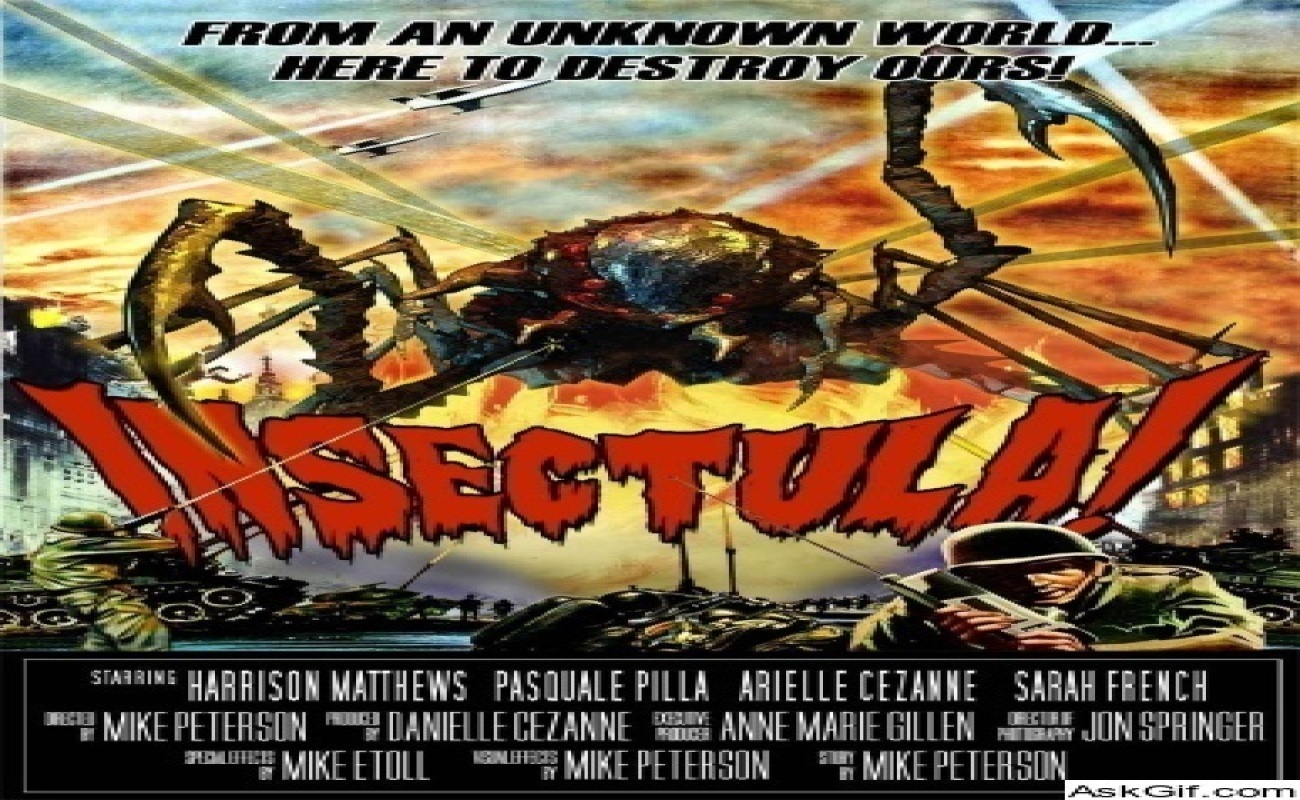 FROM AN UNKNOWN WORLD...
HERE TO DESTROY OURS!
INSECTULA!
STARRING HARRISON MATTHEWS PASQUALE PILLA ARIELLE CEZANNE SARAH FRENCH
DIRECTED BY MIKE PETERSON PRODUCED BY DANIELLE CEZANNE EXECUTIVE PRODUCER ANNE MARIE GILLEN DIRECTOR OF PHOTOGRAPHY JON SPRINGER
SPECIAL EFFECTS BY MIKE ETOLL VISUAL EFFECTS BY MIKE PETERSON STORY BY MIKE PETERSON
AskGif.com